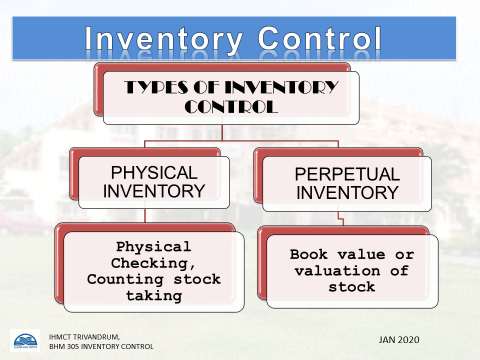 Inventory Control
TYPES OF INVENTORY
CONTROL
PHYSICAL
INVENTORY
PERPETUAL
INVENTORY
Physical
Checking,
Counting stock
taking
Book value or
valuation of
stock
IHMCT TRIVANDRUM,
BHM 305 INVENTORY CONTROL
JAN 2020